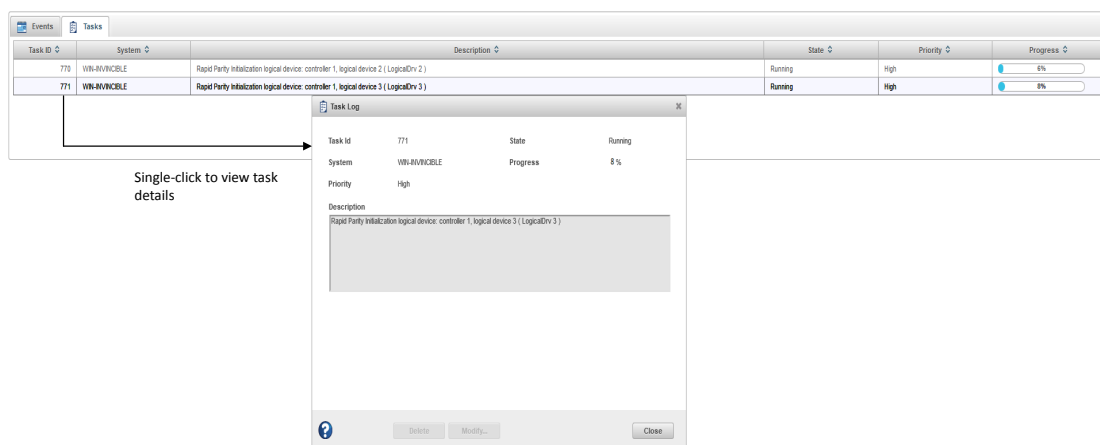 Events Tasks
Task ID System Description State Priority Progress
770 WIN-INVINCIBLE Rapid Parity Initialization logical device: controller 1, logical device 2 ( LogicalDrv 2 ) Running High 6%
771 WIN-INVINCIBLE Rapid Parity Initialization logical device: controller 1, logical device 3 ( LogicalDrv 3 ) Running High 8%
Task Log X
Task Id 771 State Running
System WIN-INVINCIBLE Progress 8 %
Priority High
Description
Rapid Parity Initialization logical device: controller 1, logical device 3 ( LogicalDrv 3 )
Single-click to view task
details
? Delete Modify... Close